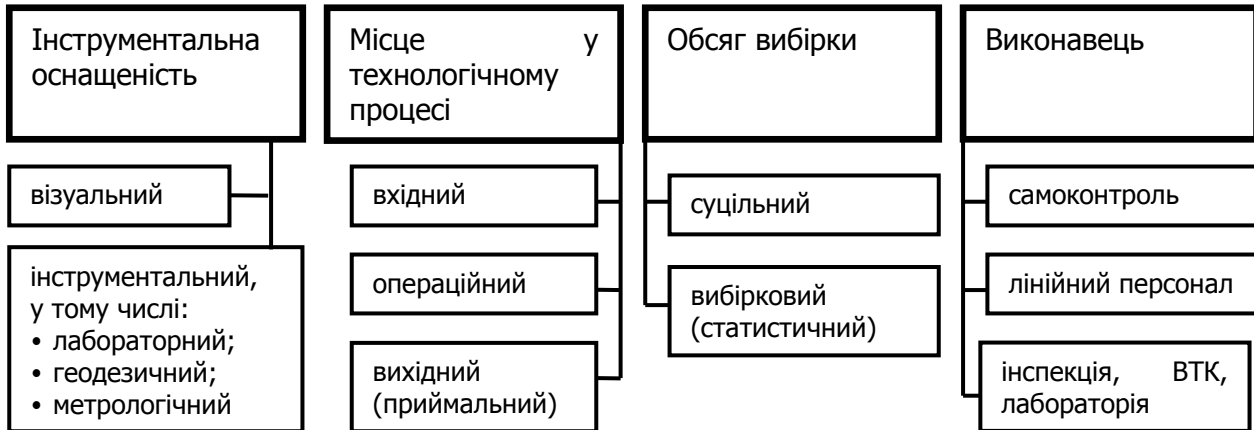 Інструментальна
оснащеність
візуальний
інструментальний,
у тому числі:
• лабораторний;
• геодезичний;
• метрологічний
Місце у
технологічному
процесі
вхідний
операційний
вихідний
(приймальний)
Обсяг вибірки
суцільний
вибірковий
(статистичний)
Виконавець
самоконтроль
лінійний персонал
інспекція, ВТК,
лабораторія